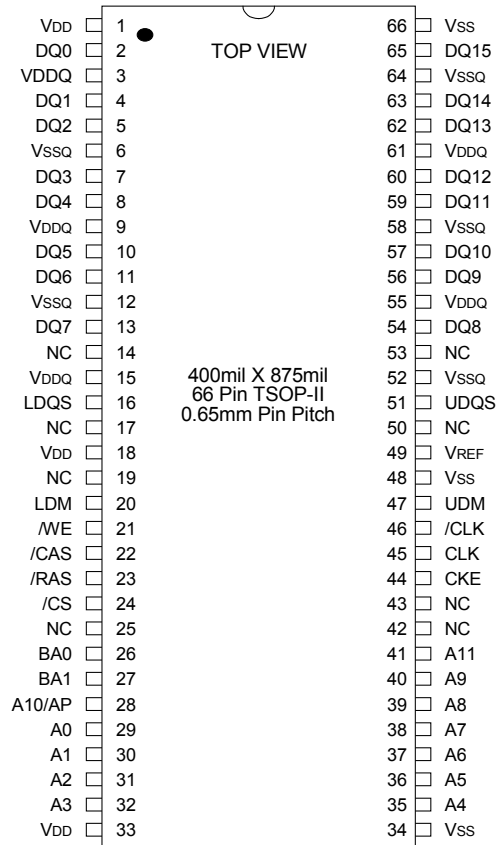 VDD 1 66 VSS
DQ0 2 TOP VIEW 65 DQ15
VDDQ 3 64 VSSQ
DQ1 4 63 DQ14
DQ2 5 62 DQ13
VSSQ 6 61 VDDQ
DQ3 7 60 DQ12
DQ4 8 59 DQ11
VDDQ 9 58 VSSQ
DQ5 10 57 DQ10
DQ6 11 56 DQ9
VSSQ 12 55 VDDQ
DQ7 13 54 DQ8
NC 14 53 NC
VDDQ 15 400mil X 875mil 52 VSSQ
LDQS 16 66 Pin TSOP-II 51 UDQS
NC 17 0.65mm Pin Pitch 50 NC
VDD 18 49 VREF
NC 19 48 VSS
LDM 20 47 UDM
/WE 21 46 /CLK
/CAS 22 45 CLK
/RAS 23 44 CKE
/CS 24 43 NC
NC 25 42 NC
BA0 26 41 A11
BA1 27 40 A9
A10/AP 28 39 A8
A0 29 38 A7
A1 30 37 A6
A2 31 36 A5
A3 32 35 A4
VDD 33 34 VSS